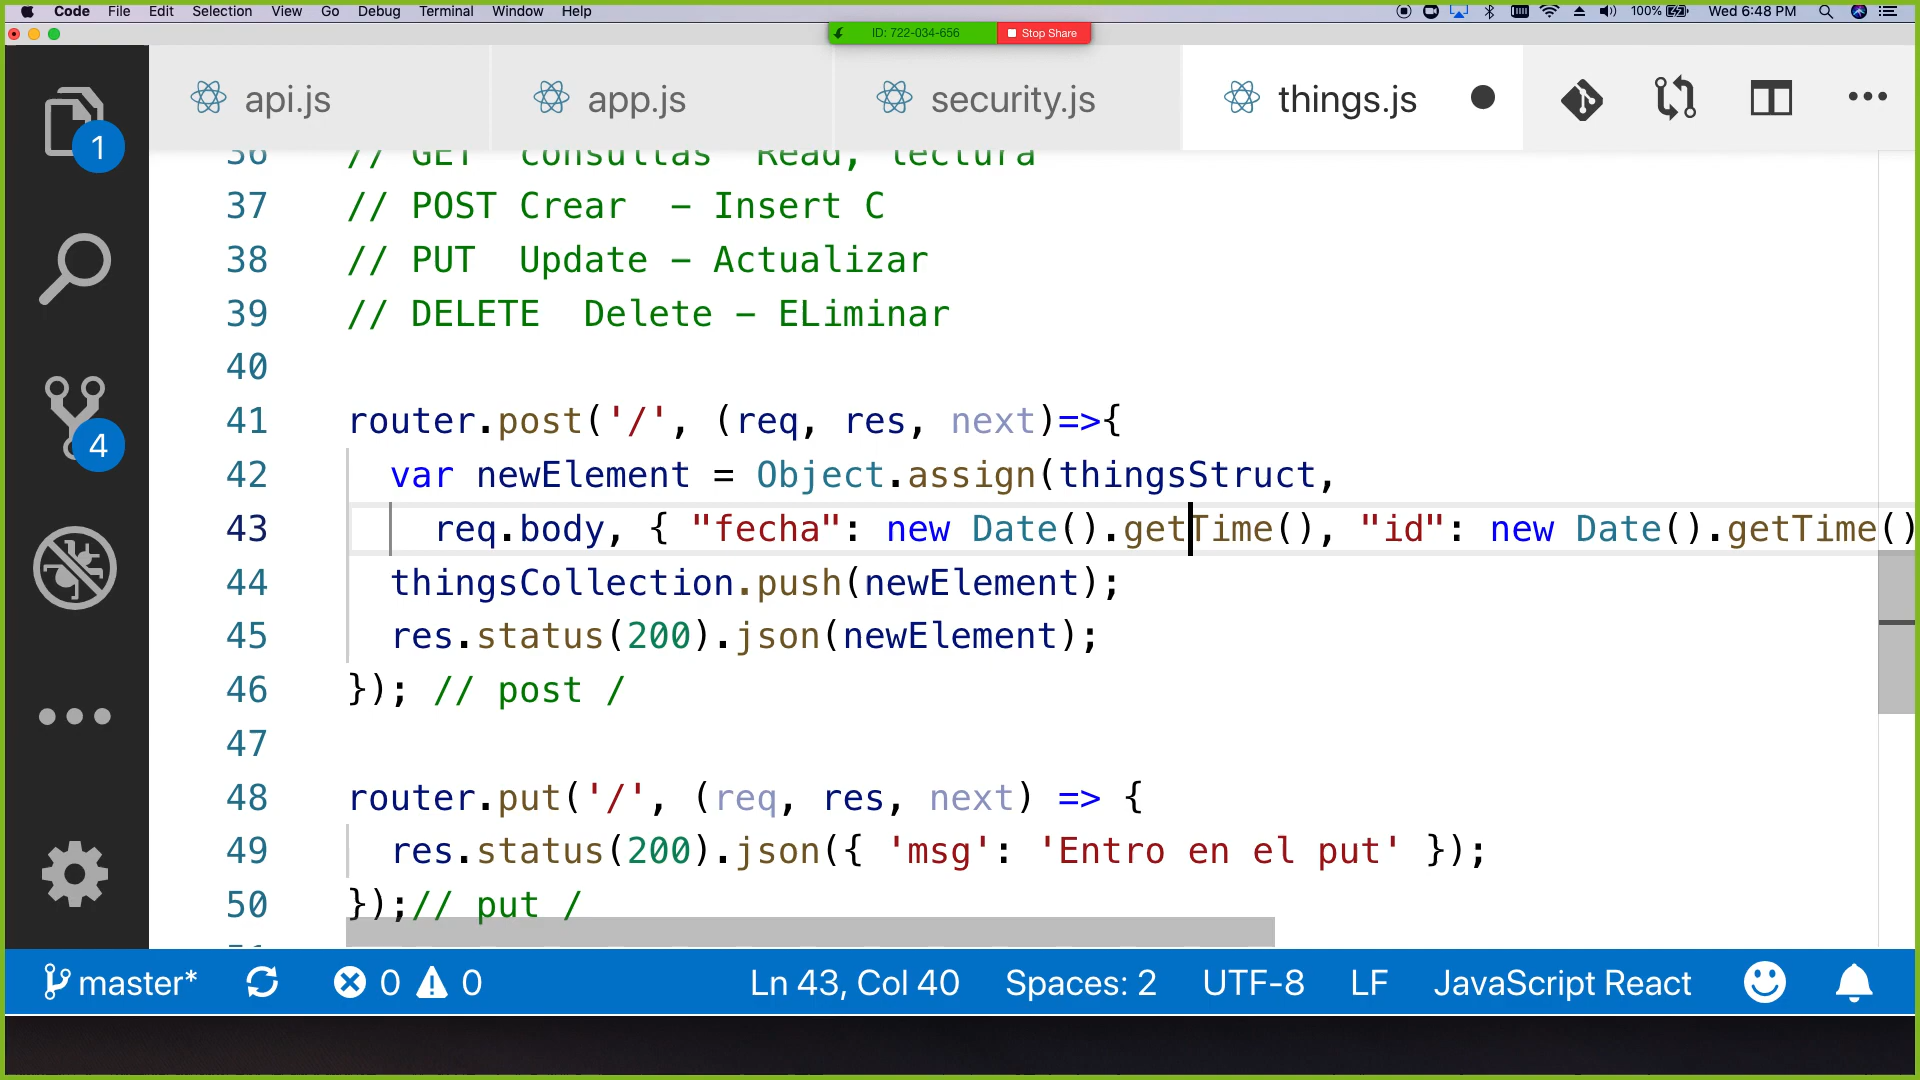 Code File Edit Selection View Go Debug Terminal Window Help 100% Wed 6:48 PM
ID: 722-034-656 Stop Share
api.js app.js security.js things.js
1
4
36 // GET consultas Read, lectura
37 // POST Crear - Insert C
38 // PUT Update - Actualizar
39 // DELETE Delete - ELiminar
40
41 router.post('/', (req, res, next)=>{
42 var newElement = Object.assign(thingsStruct,
43 req.body, { "fecha": new Date().getTime(), "id": new Date().getTime()
44 thingsCollection.push(newElement);
45 res.status(200).json(newElement);
46 }); // post /
47
48 router.put('/', (req, res, next) => {
49 res.status(200).json({ 'msg': 'Entro en el put' });
50 });// put /
master* 0 0 Ln 43, Col 40 Spaces: 2 UTF-8 LF JavaScript React